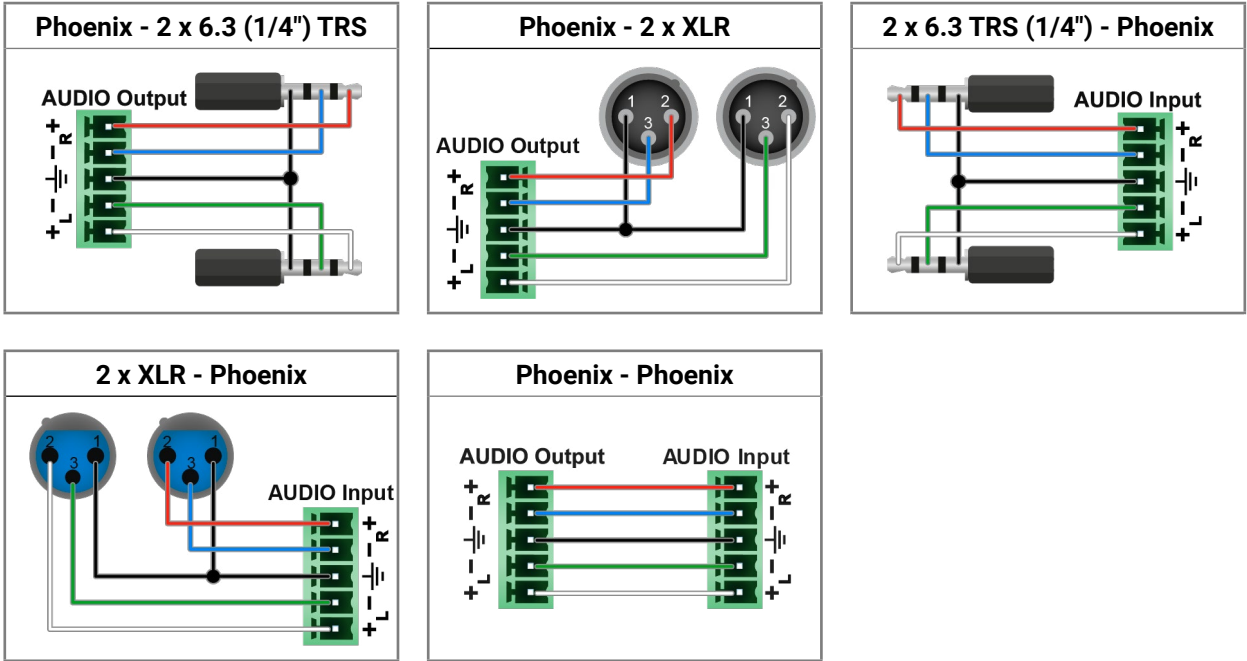 Phoenix - 2 x 6.3 (1/4") TRS
AUDIO Output
+
R
-
-
L
+
Phoenix - 2 x XLR
1 2
3
1 2
3
AUDIO Output
+
R
-
-
L
+
2 x 6.3 TRS (1/4") - Phoenix
AUDIO Input
+
R
-
-
L
+
2 x XLR - Phoenix
2 1
3
2 1
3
AUDIO Input
+
R
-
-
L
+
Phoenix - Phoenix
AUDIO Output AUDIO Input
+ +
R R
- -
- -
L L
+ +